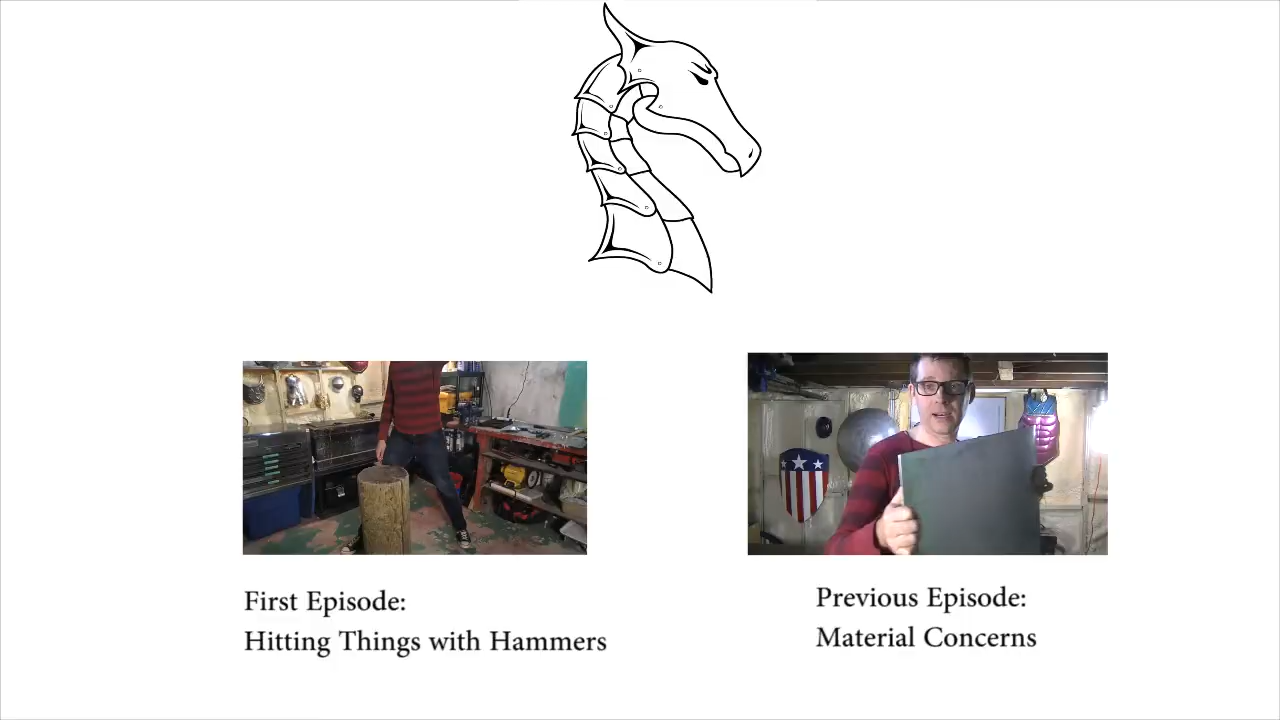 First Episode:
Hitting Things with Hammers
Previous Episode:
Material Concerns